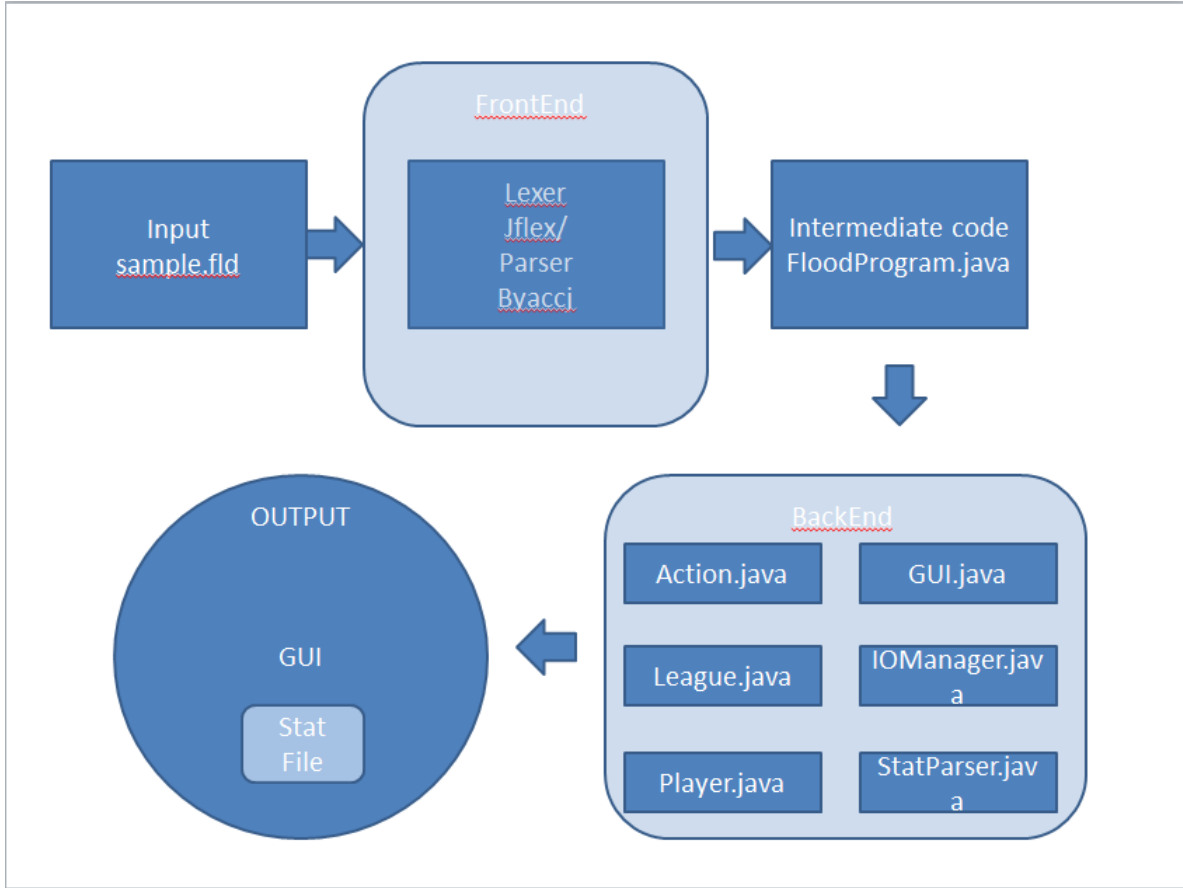 FrontEnd
Input
sample.fld
Lexer
Jflex/
Parser
Byaccj
Intermediate code
FloodProgram.java
OUTPUT
GUI
Stat
File
BackEnd
Action.java
GUI.java
League.java
IOManager.jav
a
Player.java
StatParser.jav
a